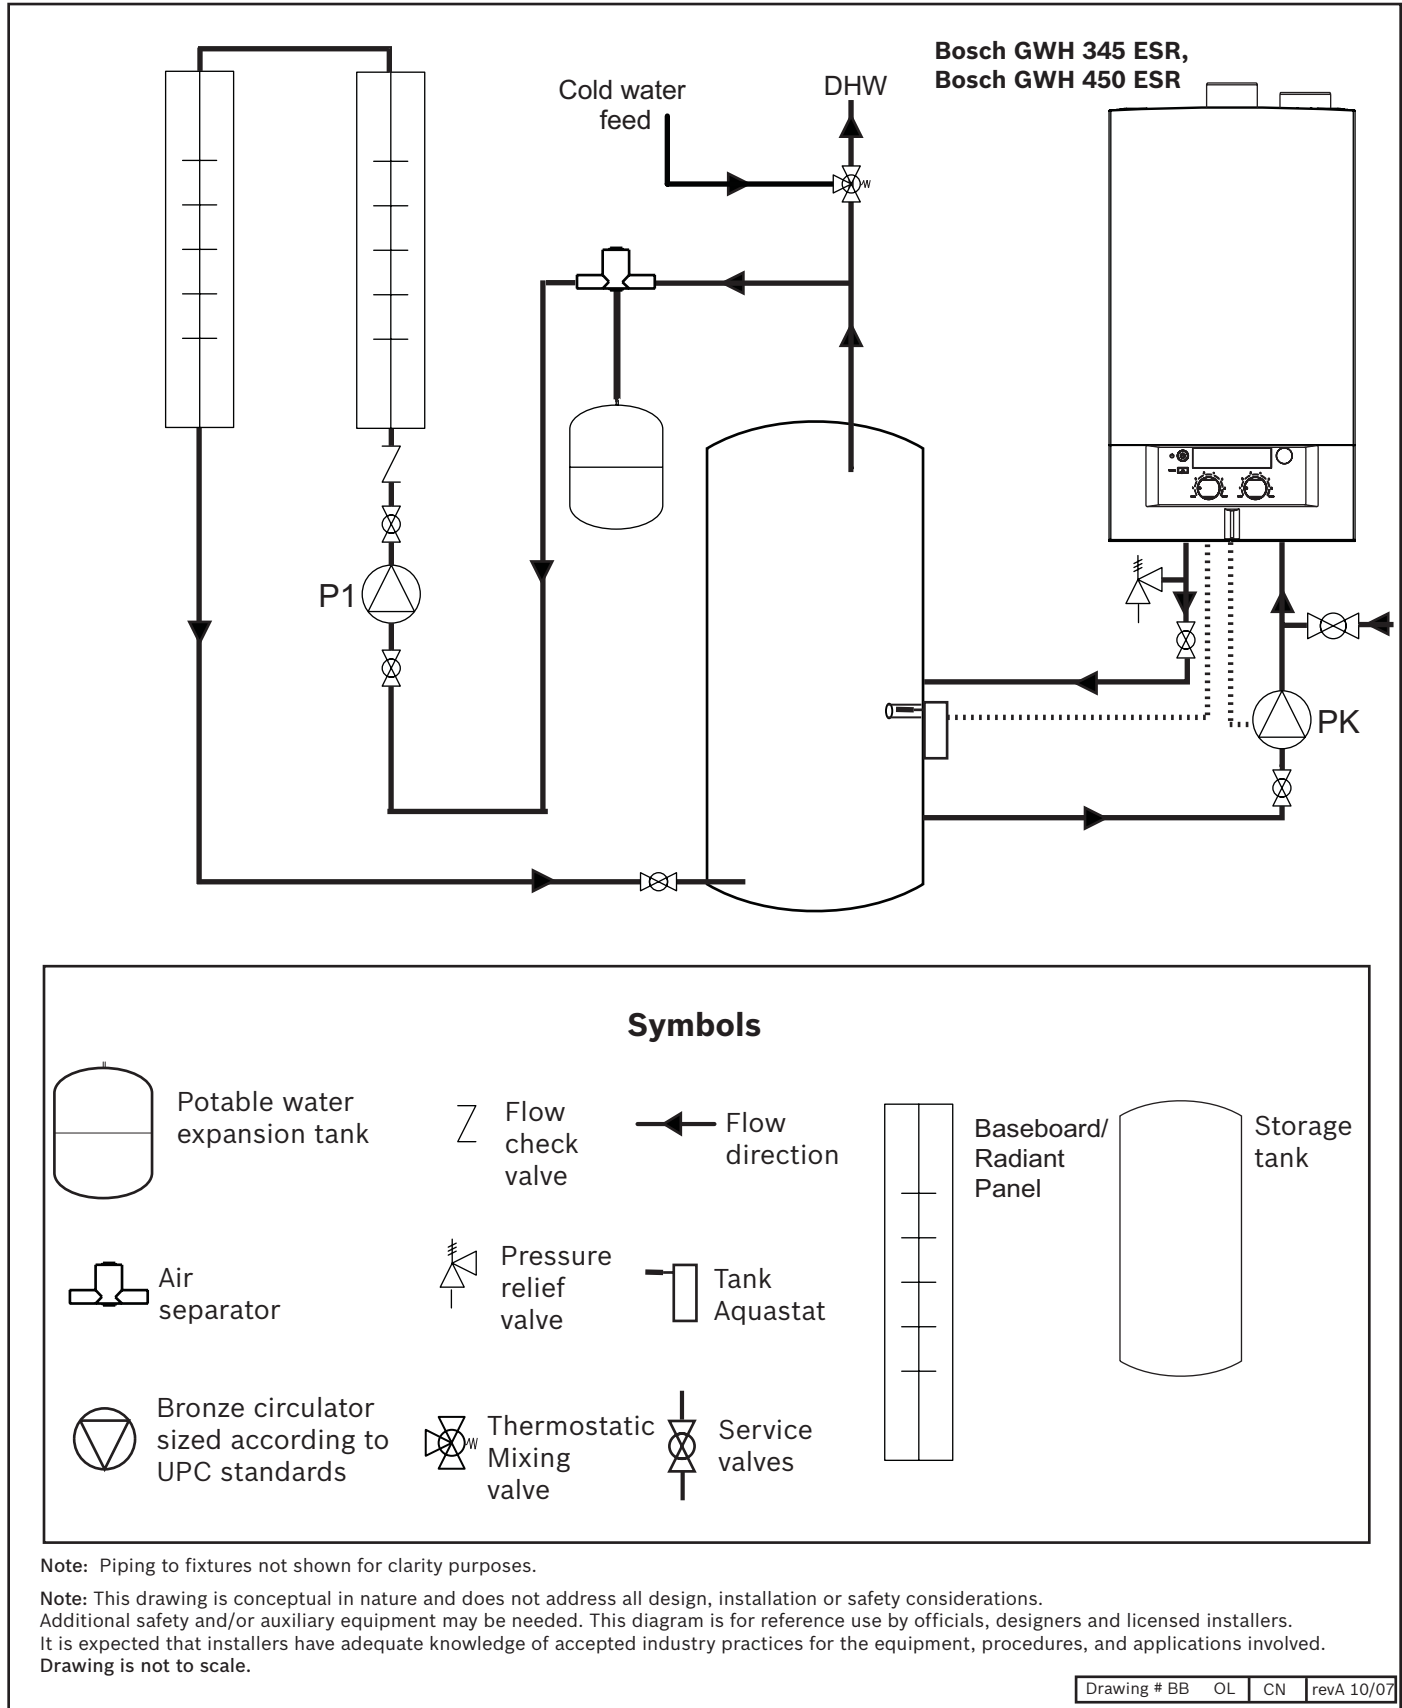 Bosch GWH 345 ESR,
Bosch GWH 450 ESR
Cold water
feed
DHW
P1
PK
Symbols
Potable water
expansion tank
Flow
check
valve
Flow
direction
Baseboard/
Radiant
Panel
Storage
tank
Air
separator
Pressure
relief
valve
Tank
Aquastat
Bronze circulator
sized according to
UPC standards
Thermostatic
Mixing
valve
Service
valves
Note: Piping to fixtures not shown for clarity purposes.
Note: This drawing is conceptual in nature and does not address all design, installation or safety considerations.
Additional safety and/or auxiliary equipment may be needed. This diagram is for reference use by officials, designers and licensed installers.
It is expected that installers have adequate knowledge of accepted industry practices for the equipment, procedures, and applications involved.
Drawing is not to scale.
Drawing # BB OL CN revA 10/07